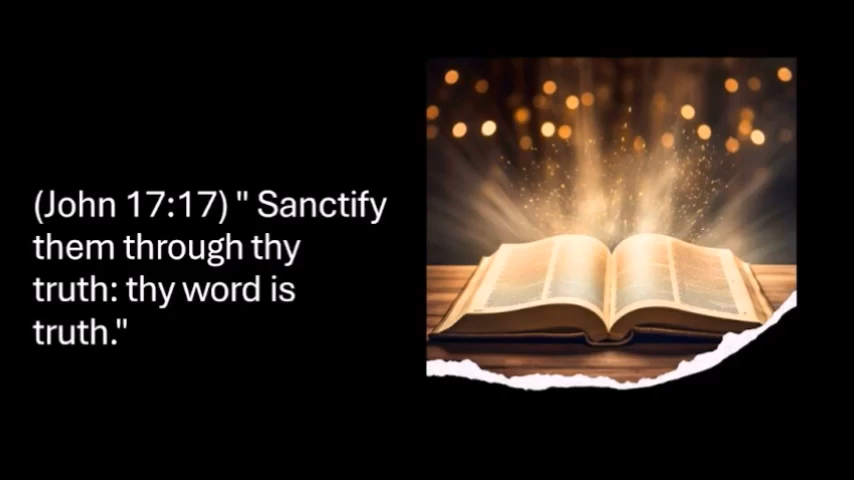 (John 17:17) " Sanctify
them through thy
truth: thy word is
truth."